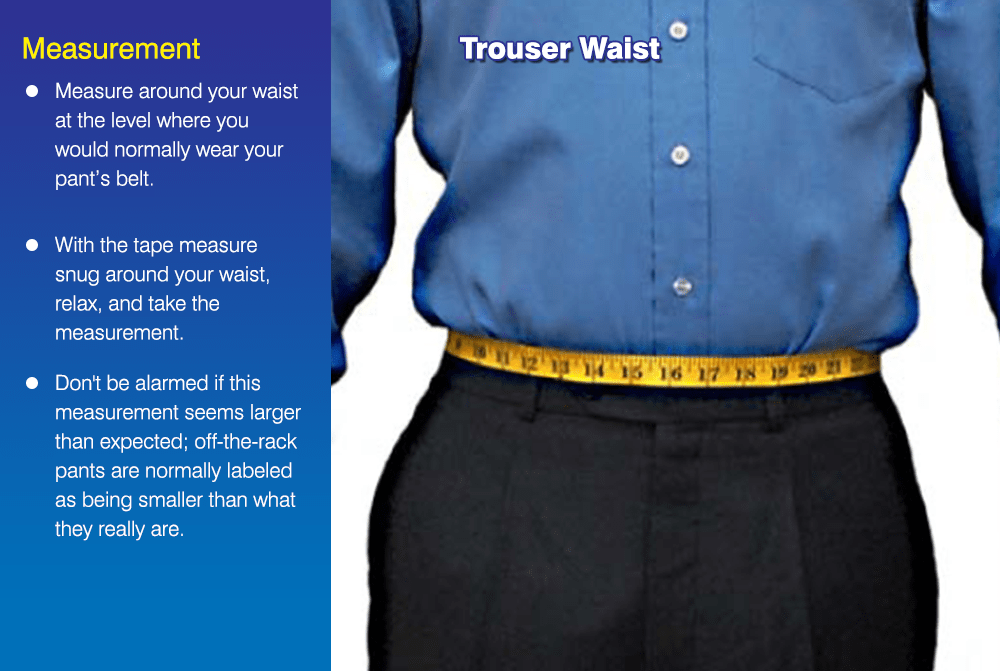 Measurement
Trouser Waist
Measure around your waist
at the level where you
would normally wear your
pant's belt.
With the tape measure
snug around your waist,
relax, and take the
measurement.
Don't be alarmed if this
measurement seems larger
than expected; off-the-rack
pants are normally labeled
as being smaller than what
they really are.
10 11 12 13 14 15 16 17 18 19 20 21